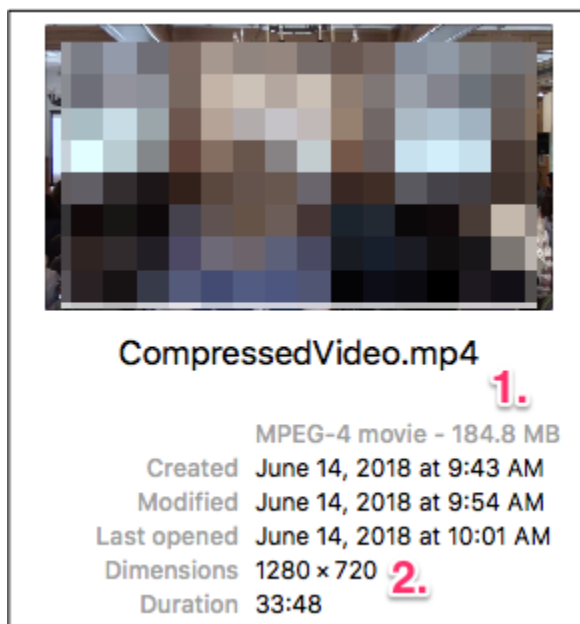 CompressedVideo.mp4
1.
MPEG-4 movie - 184.8 MB
Created June 14, 2018 at 9:43 AM
Modified June 14, 2018 at 9:54 AM
Last opened June 14, 2018 at 10:01 AM
Dimensions 1280 × 720 2.
Duration 33:48